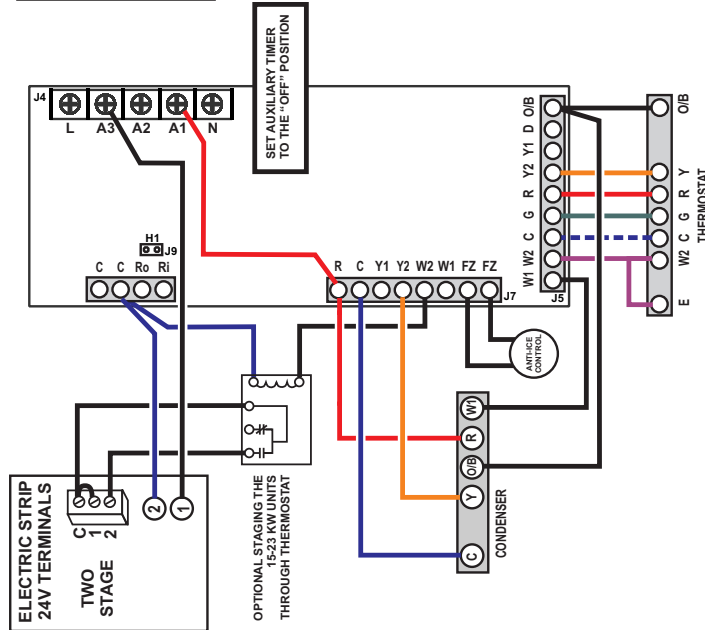 SET AUXILIARY TIMER
TO THE "OFF" POSITION
J4
L A3 A2 A1 N
H1
J9
C C Ro Ri
R C Y1 Y2 W2 W1 FZ FZ
J7
W1 W2 C G R Y2 Y1 D O/B
J5
E W2 C G R Y O/B
THERMOSTAT
ANTI-ICE
CONTROL
C Y O/B R W1
CONDENSER
OPTIONAL STAGING THE
15-23 KW UNITS
THROUGH THERMOSTAT
ELECTRIC STRIP
24V TERMINALS
C 1 2
2 1
TWO
STAGE